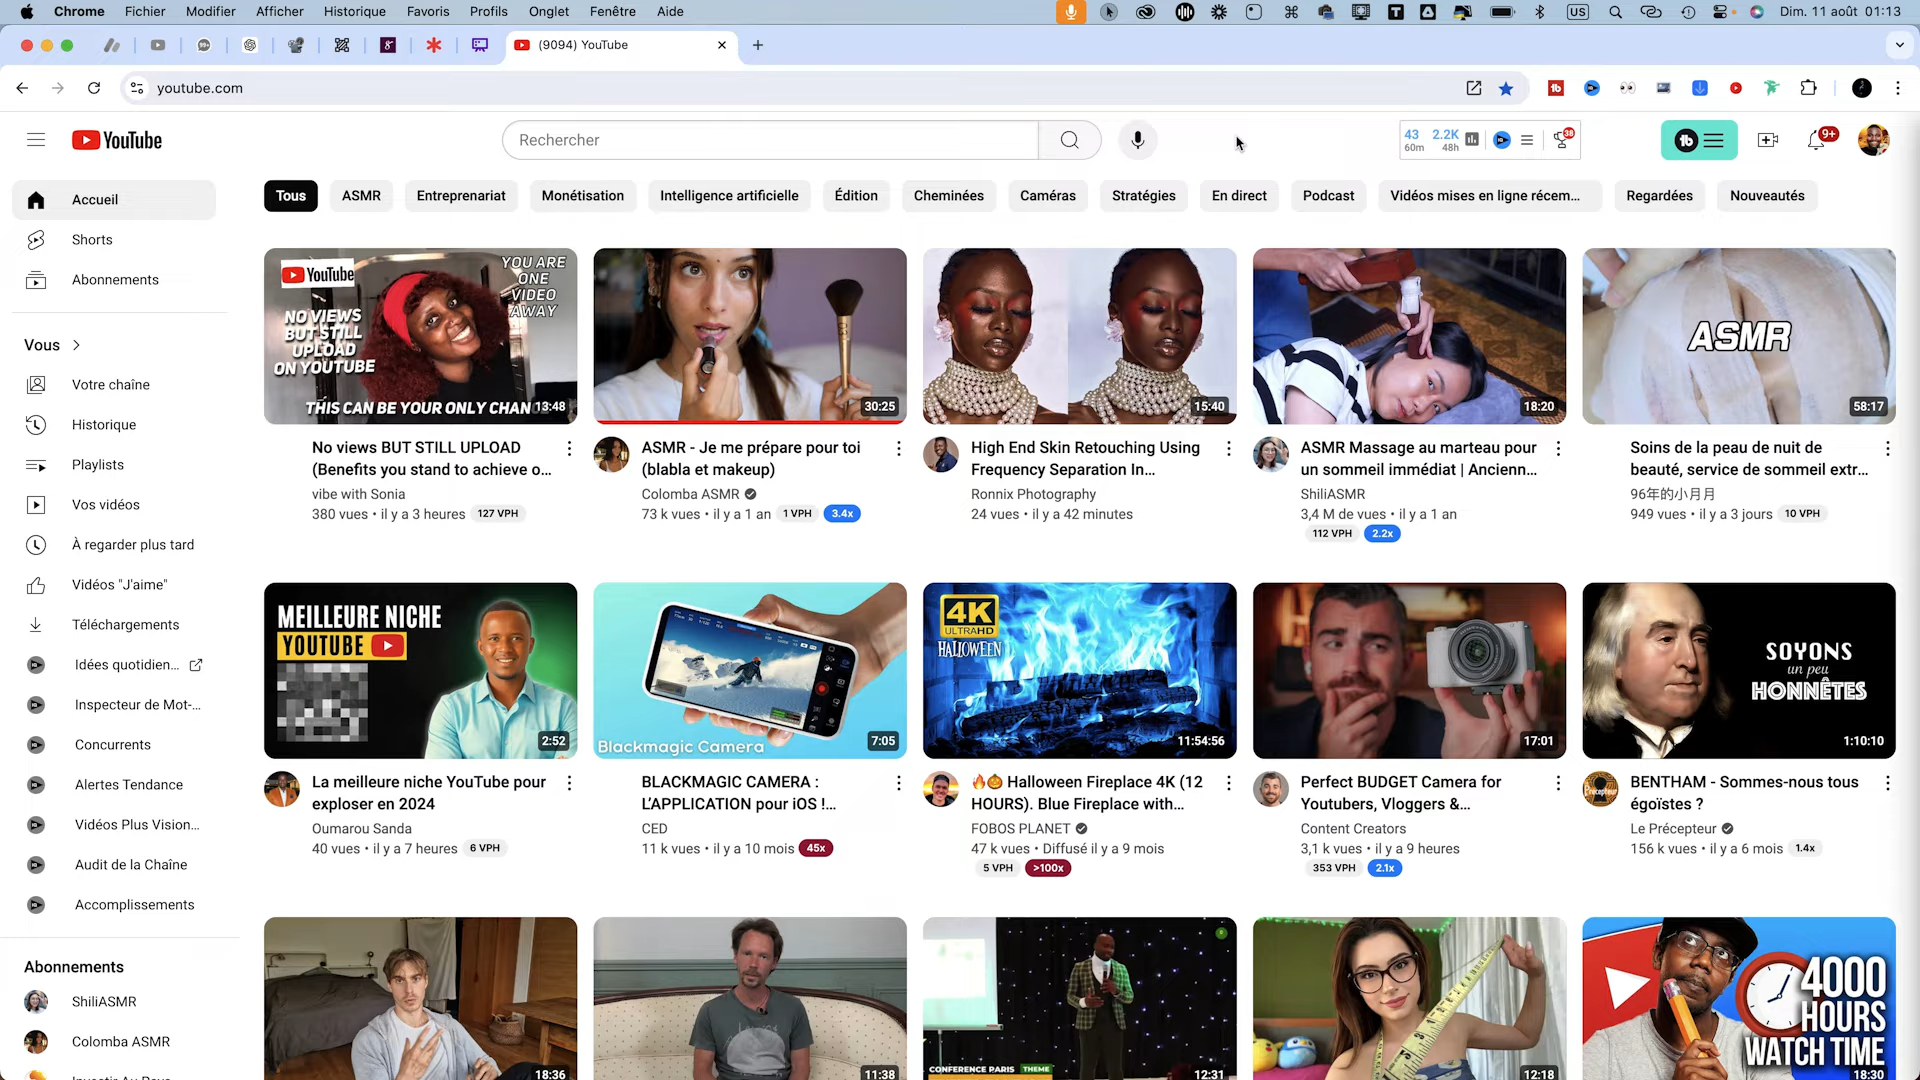 Chrome Fichier Modifier Afficher Historique Favoris Profils Onglet Fenêtre Aide
US Dim. 11 août 01:13
(9094) YouTube
youtube.com
YouTube
Rechercher
43 2.2K
60m 48h
38
9+
Accueil
Shorts
Abonnements
Vous
Votre chaîne
Historique
Playlists
Vos vidéos
À regarder plus tard
Vidéos "J'aime"
Téléchargements
Idées quotidien...
Inspecteur de Mot-...
Concurrents
Alertes Tendance
Vidéos Plus Vision...
Audit de la Chaîne
Accomplissements
Abonnements
ShiliASMR
Colomba ASMR
Tous ASMR Entreprenariat Monétisation Intelligence artificielle Édition Cheminées Caméras Stratégies En direct Podcast Vidéos mises en ligne récem... Regardées Nouveautés
YouTube
YOU ARE
ONE
VIDEO
AWAY
NO VIEWS
BUT STILL
UPLOAD
ON YOUTUBE
THIS CAN BE YOUR ONLY CHAN
13:48
No views BUT STILL UPLOAD
(Benefits you stand to achieve o...
vibe with Sonia
380 vues • il y a 3 heures 127 VPH
30:25
ASMR - Je me prépare pour toi
(blabla et makeup)
Colomba ASMR
73 k vues • il y a 1 an 1 VPH 3.4x
15:40
High End Skin Retouching Using
Frequency Separation In...
Ronnix Photography
24 vues • il y a 42 minutes
18:20
ASMR Massage au marteau pour
un sommeil immédiat | Ancienn...
ShiliASMR
3,4 M de vues • il y a 1 an
112 VPH 2.2x
ASMR
58:17
Soins de la peau de nuit de
beauté, service de sommeil extr...
96年的小月月
949 vues • il y a 3 jours 10 VPH
MEILLEURE NICHE
YOUTUBE
2:52
La meilleure niche YouTube pour
exploser en 2024
Oumarou Sanda
40 vues • il y a 7 heures 6 VPH
Blackmagic Camera
7:05
BLACKMAGIC CAMERA :
L'APPLICATION pour iOS !...
CED
11 k vues • il y a 10 mois 45x
4K
ULTRA HD
HALLOWEEN
11:54:56
🔥🎃 Halloween Fireplace 4K (12
HOURS). Blue Fireplace with...
FOBOS PLANET
47 k vues • Diffusé il y a 9 mois
5 VPH >100x
17:01
Perfect BUDGET Camera for
Youtubers, Vloggers &...
Content Creators
3,1 k vues • il y a 9 heures
353 VPH 2.1x
SOYONS
un peu
HONNÊTES
1:10:10
BENTHAM - Sommes-nous tous
égoïstes ?
Le Précepteur
156 k vues • il y a 6 mois 1.4x
18:36
11:38
CONFERENCE PARIS THEME
12:31
12:18
4000
HOURS
WATCH TIME
18:30